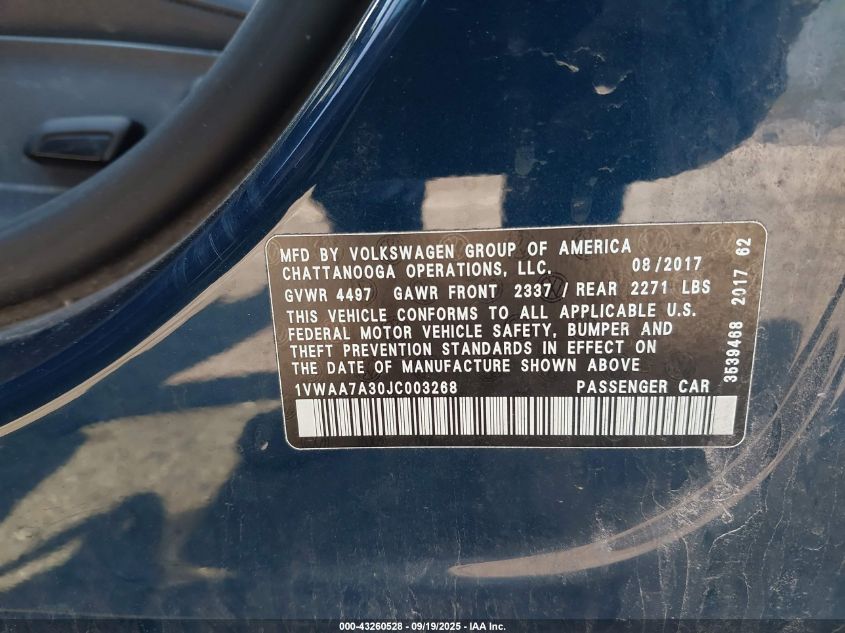 MFD BY VOLKSWAGEN GROUP OF AMERICA
CHATTANOOGA OPERATIONS, LLC. 08/2017
GVWR 4497 GAWR FRONT 2337 / REAR 2271 LBS
THIS VEHICLE CONFORMS TO ALL APPLICABLE U.S.
FEDERAL MOTOR VEHICLE SAFETY, BUMPER AND
THEFT PREVENTION STANDARDS IN EFFECT ON
THE DATE OF MANUFACTURE SHOWN ABOVE
1VWAA7A30JC003268 PASSENGER CAR
3539468 2017 62
000-43260528 - 09/19/2025 - IAA Inc.